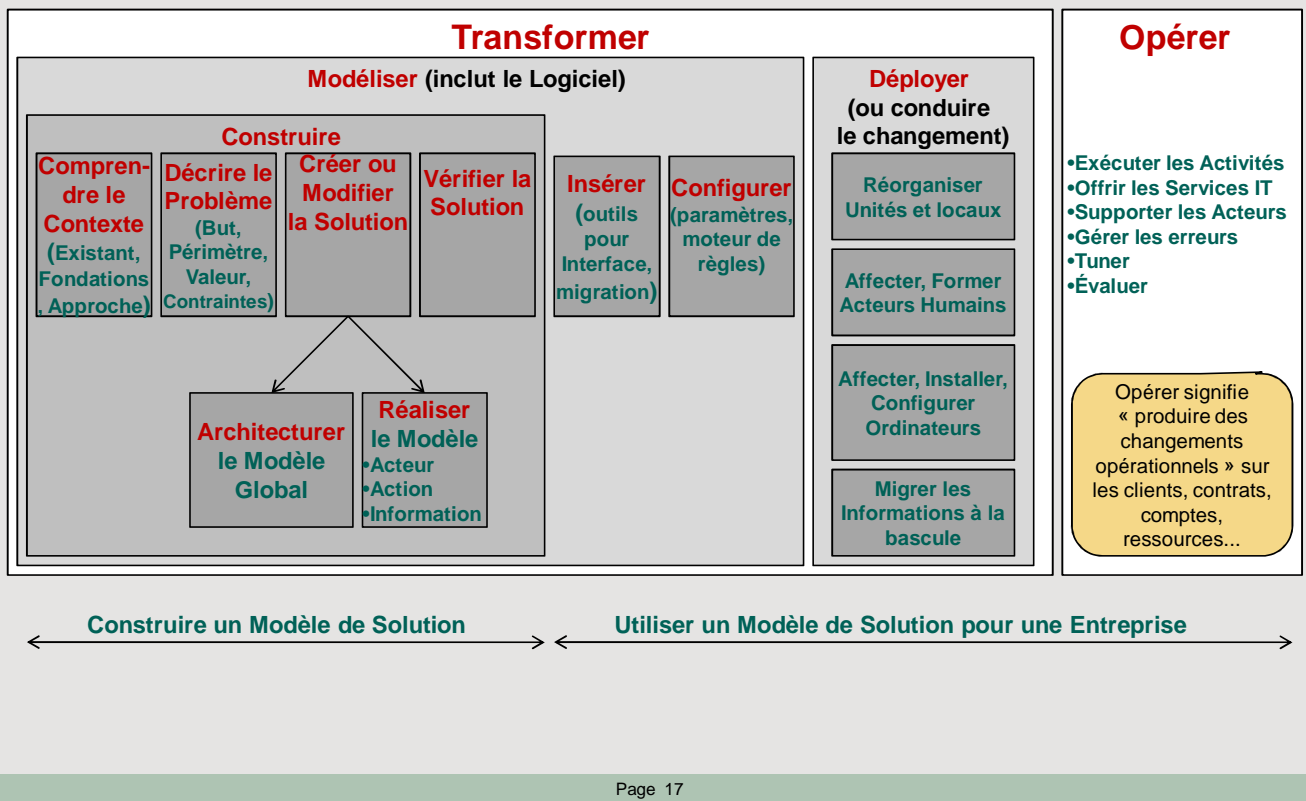 Transformer
Modéliser (inclut le Logiciel)
Construire
Compren-
dre le
Contexte
(Existant,
Fondations
, Approche)
Décrire le
Problème
(But,
Périmètre,
Valeur,
Contraintes)
Créer ou
Modifier
la Solution
Vérifier la
Solution
Architecturer
le Modèle
Global
Réaliser
le Modèle
•Acteur
•Action
•Information
Insérer
(outils
pour
Interface,
migration)
Configurer
(paramètres,
moteur de
règles)
Déployer
(ou conduire
le changement)
Réorganiser
Unités et locaux
Affecter, Former
Acteurs Humains
Affecter, Installer,
Configurer
Ordinateurs
Migrer les
Informations à la
bascule
Opérer
•Exécuter les Activités
•Offrir les Services IT
•Supporter les Acteurs
•Gérer les erreurs
•Tuner
•Évaluer
Opérer signifie
« produire des
changements
opérationnels » sur
les clients, contrats,
comptes,
ressources...
Construire un Modèle de Solution
Utiliser un Modèle de Solution pour une Entreprise
Page 17